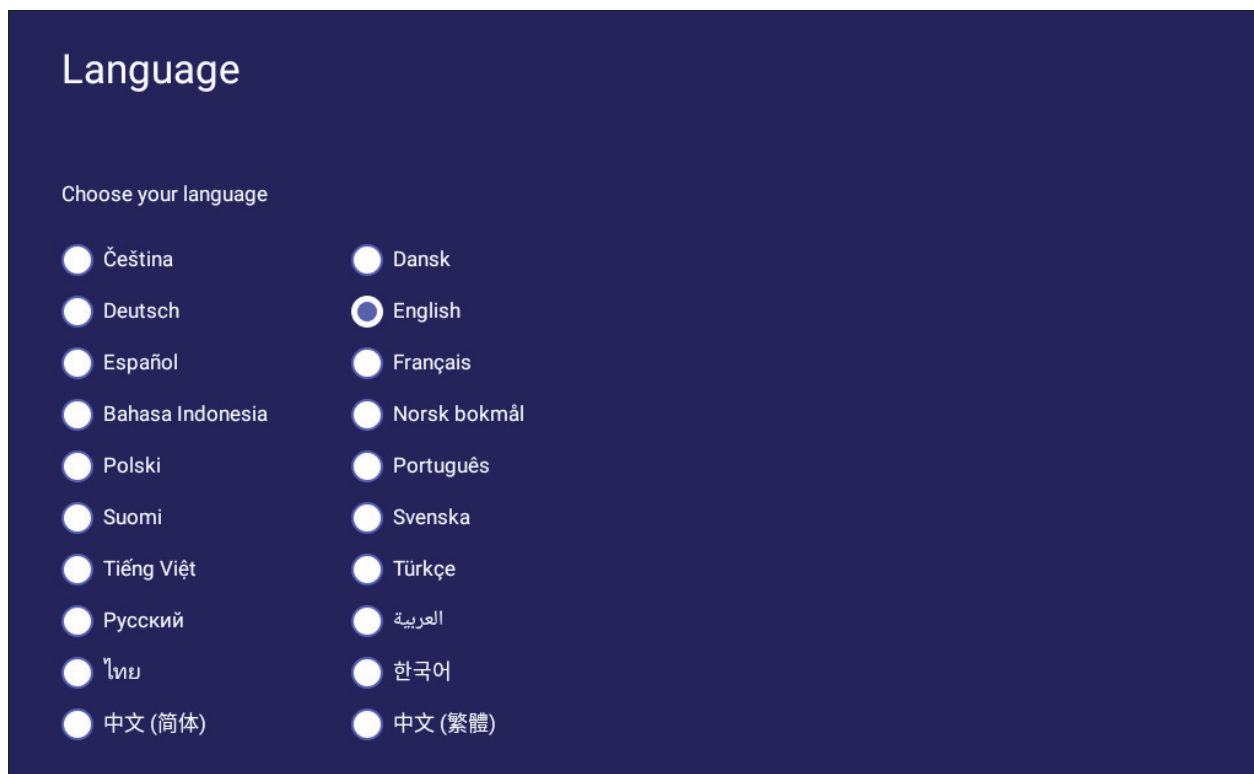 Language
Choose your language
Čeština
Dansk
Deutsch
English
Español
Français
Bahasa Indonesia
Norsk bokmål
Polski
Português
Suomi
Svenska
Tiếng Việt
Türkçe
Русский
العربية
ไทย
한국어
中文 (简体)
中文 (繁體)